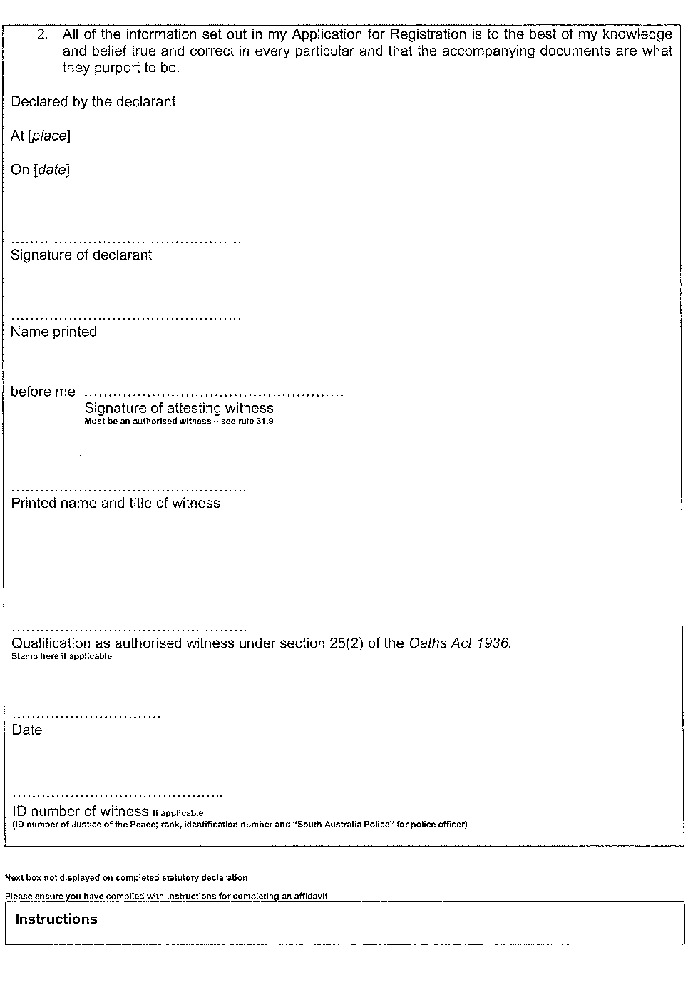 2. All of the information set out in my Application for Registration is to the best of my knowledge
and belief true and correct in every particular and that the accompanying documents are what
they purport to be.
Declared by the declarant
At [place]
On [date]
................................................
Signature of declarant
................................................
Name printed
before me ......................................................
Signature of attesting witness
Must be an authorised witness – see rule 31.9
.................................................
Printed name and title of witness
.................................................
Qualification as authorised witness under section 25(2) of the Oaths Act 1936.
Stamp here if applicable
...............................
Date
............................................
ID number of witness If applicable
(ID number of Justice of the Peace; rank, identification number and "South Australia Police" for police officer)
Next box not displayed on completed statutory declaration
Please ensure you have complied with Instructions for completing an affidavit
Instructions